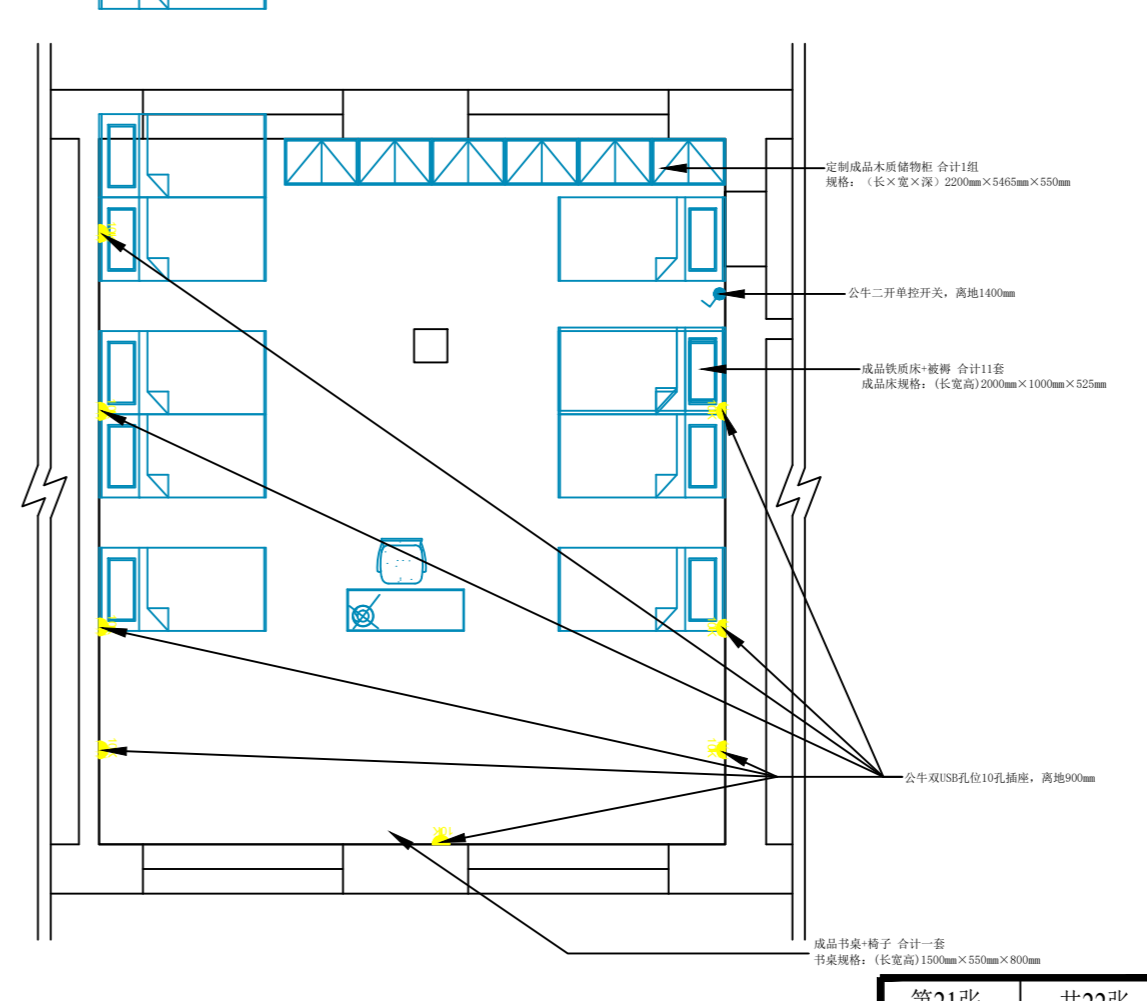 定制成品木质储物柜 合计1组
规格：（长×宽×深）2200mm×5465mm×550mm
公牛二开单控开关，离地1400mm
成品铁质床+被褥 合计11套
成品床规格：(长宽高)2000mm×1000mm×525mm
公牛双USB孔位10孔插座，离地900mm
成品书桌+椅子 合计一套
书桌规格：(长宽高)1500mm×550mm×800mm
第21张 共22张